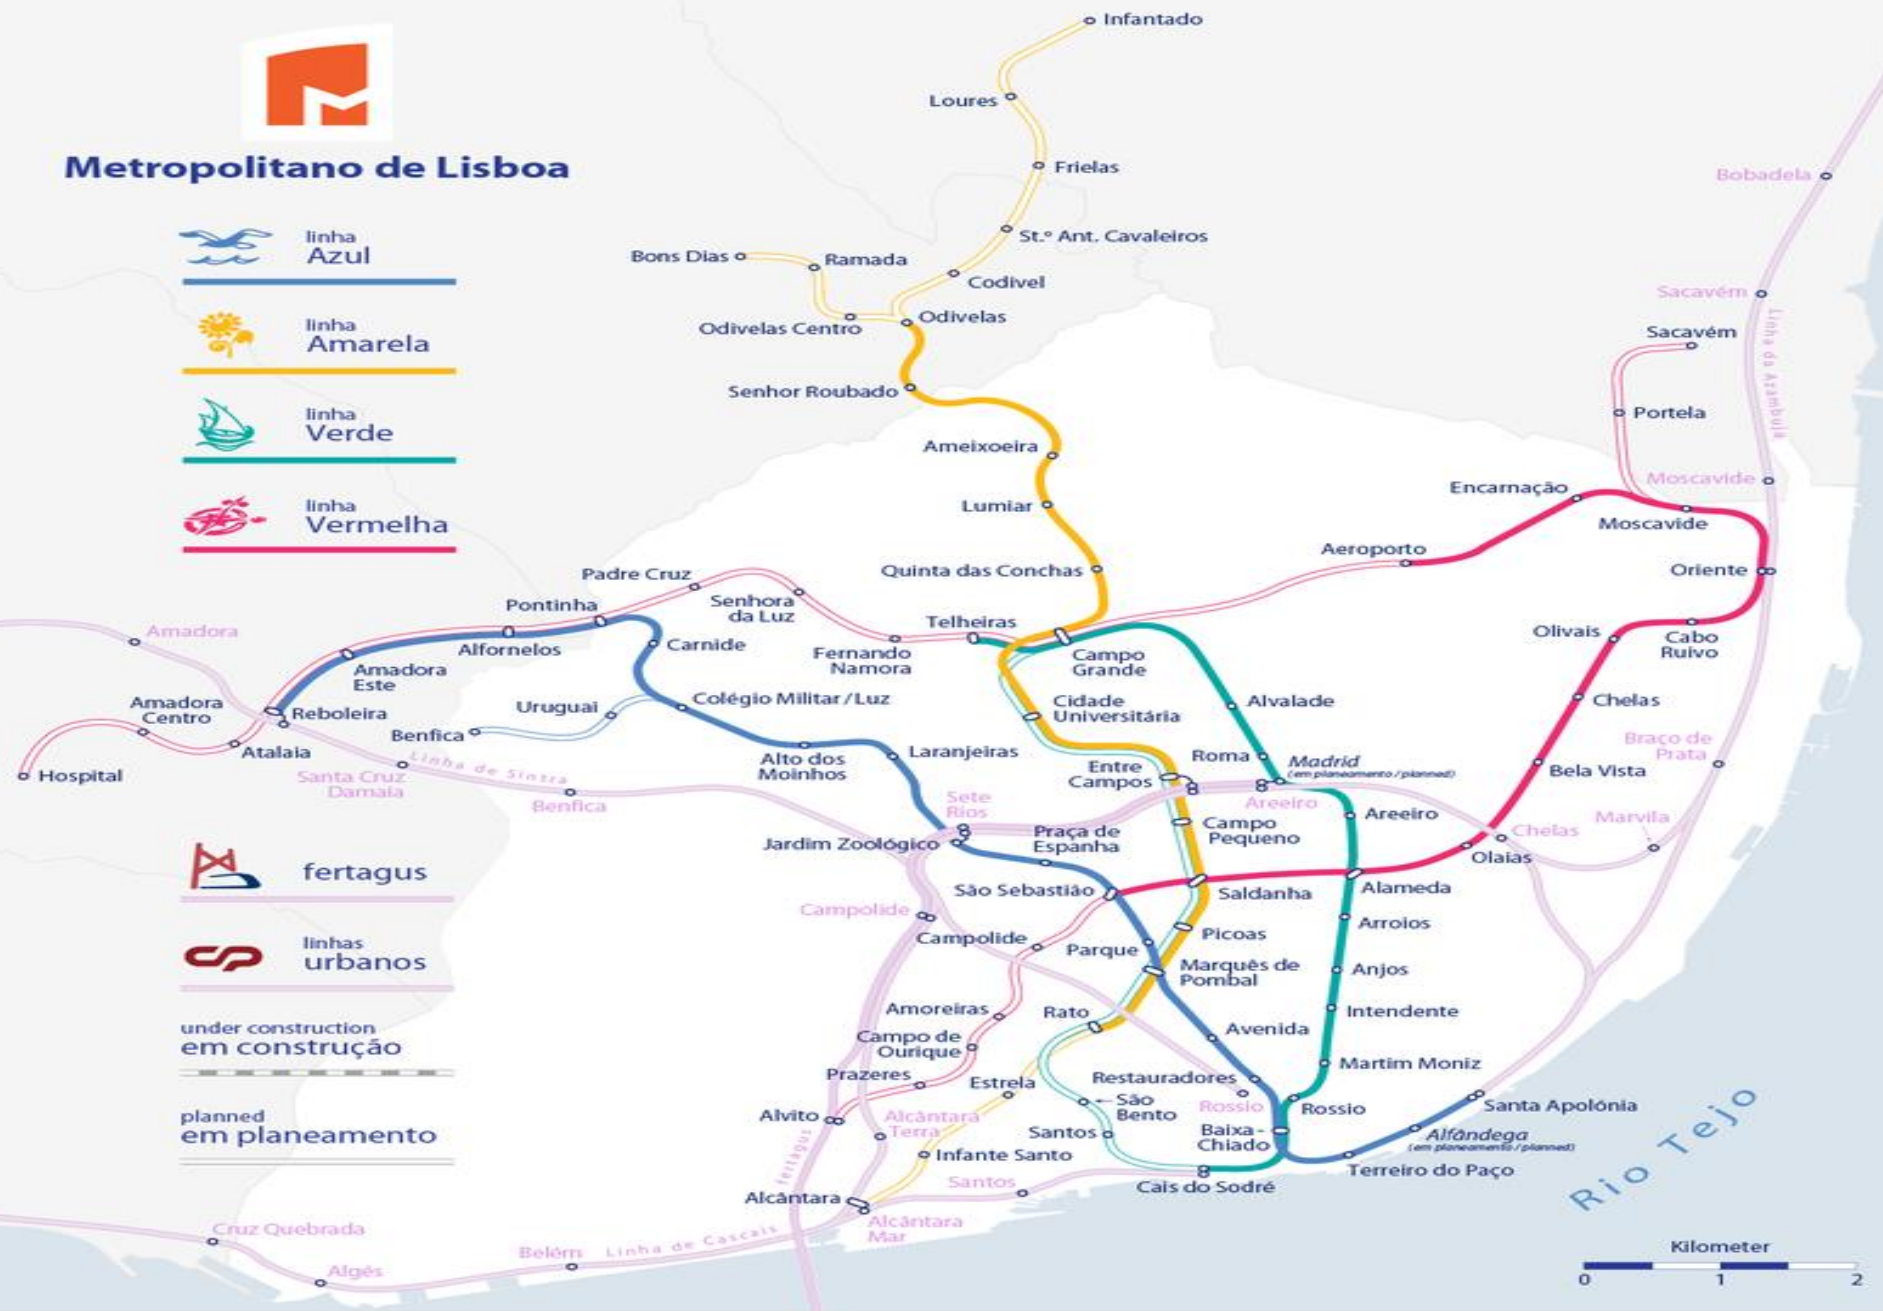 Metropolitano de Lisboa
linha
Azul
linha
Amarela
linha
Verde
linha
Vermelha
fertagus
linhas
urbanos
under construction
em construção
planned
em planeamento
Infantado
Loures
Frielas
St.º Ant. Cavaleiros
Codivel
Bons Dias
Ramada
Odivelas Centro
Odivelas
Senhor Roubado
Ameixoeira
Lumiar
Quinta das Conchas
Bobadela
Sacavém
Linha da Azambuja
Sacavém
Portela
Moscavide
Encarnação
Moscavide
Aeroporto
Oriente
Olivais
Cabo
Ruivo
Chelas
Braço de
Prata
Bela Vista
Marvila
Chelas
Olaias
Padre Cruz
Senhora
da Luz
Pontinha
Alfornelos
Carnide
Fernando
Namora
Telheiras
Campo
Grande
Cidade
Universitária
Alvalade
Roma
Madrid
(em planeamento / planned)
Areeiro
Areeiro
Entre
Campos
Campo
Pequeno
Amadora
Amadora
Este
Amadora
Centro
Reboleira
Atalaia
Hospital
Uruguai
Benfica
Colégio Militar / Luz
Alto dos
Moinhos
Laranjeiras
Linha de Sintra
Santa Cruz
Damaia
Benfica
Sete
Rios
Jardim Zoológico
Praça de
Espanha
São Sebastião
Saldanha
Alameda
Arroios
Campolide
Campolide
Parque
Picoas
Marquês de
Pombal
Anjos
Intendente
Amoreiras
Rato
Avenida
Campo de
Ourique
Martim Moniz
Prazeres
Estrela
Restauradores
Rossio
Rossio
Alvito
Alcântara
Terra
São
Bento
Santos
Baixa-
Chiado
Santa Apolónia
Alfândega
(em planeamento / planned)
Terreiro do Paço
Infante Santo
Cais do Sodré
fertagus
Santos
Alcântara
Alcântara
Mar
Cruz Quebrada
Algés
Belém
Linha de Cascais
Rio Tejo
Kilometer
0 1 2